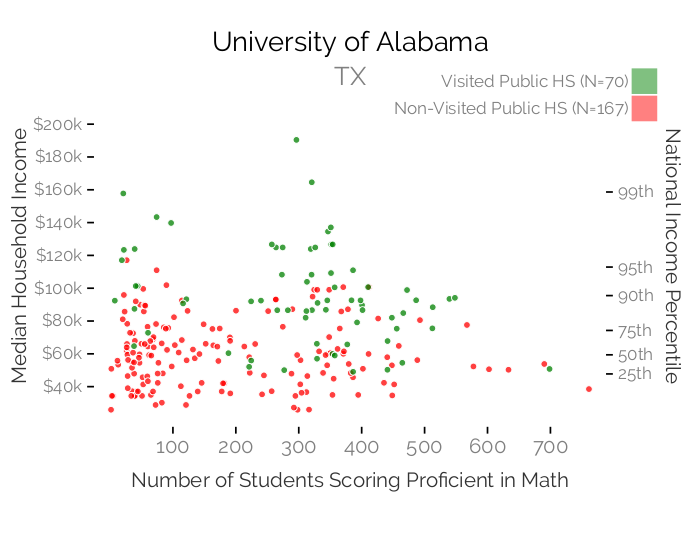 University of Alabama
TX
Visited Public HS (N=70)
Non-Visited Public HS (N=167)
Median Household Income
$200k
$180k
$160k
$140k
$120k
$100k
$80k
$60k
$40k
National Income Percentile
99th
95th
90th
75th
50th
25th
100 200 300 400 500 600 700
Number of Students Scoring Proficient in Math